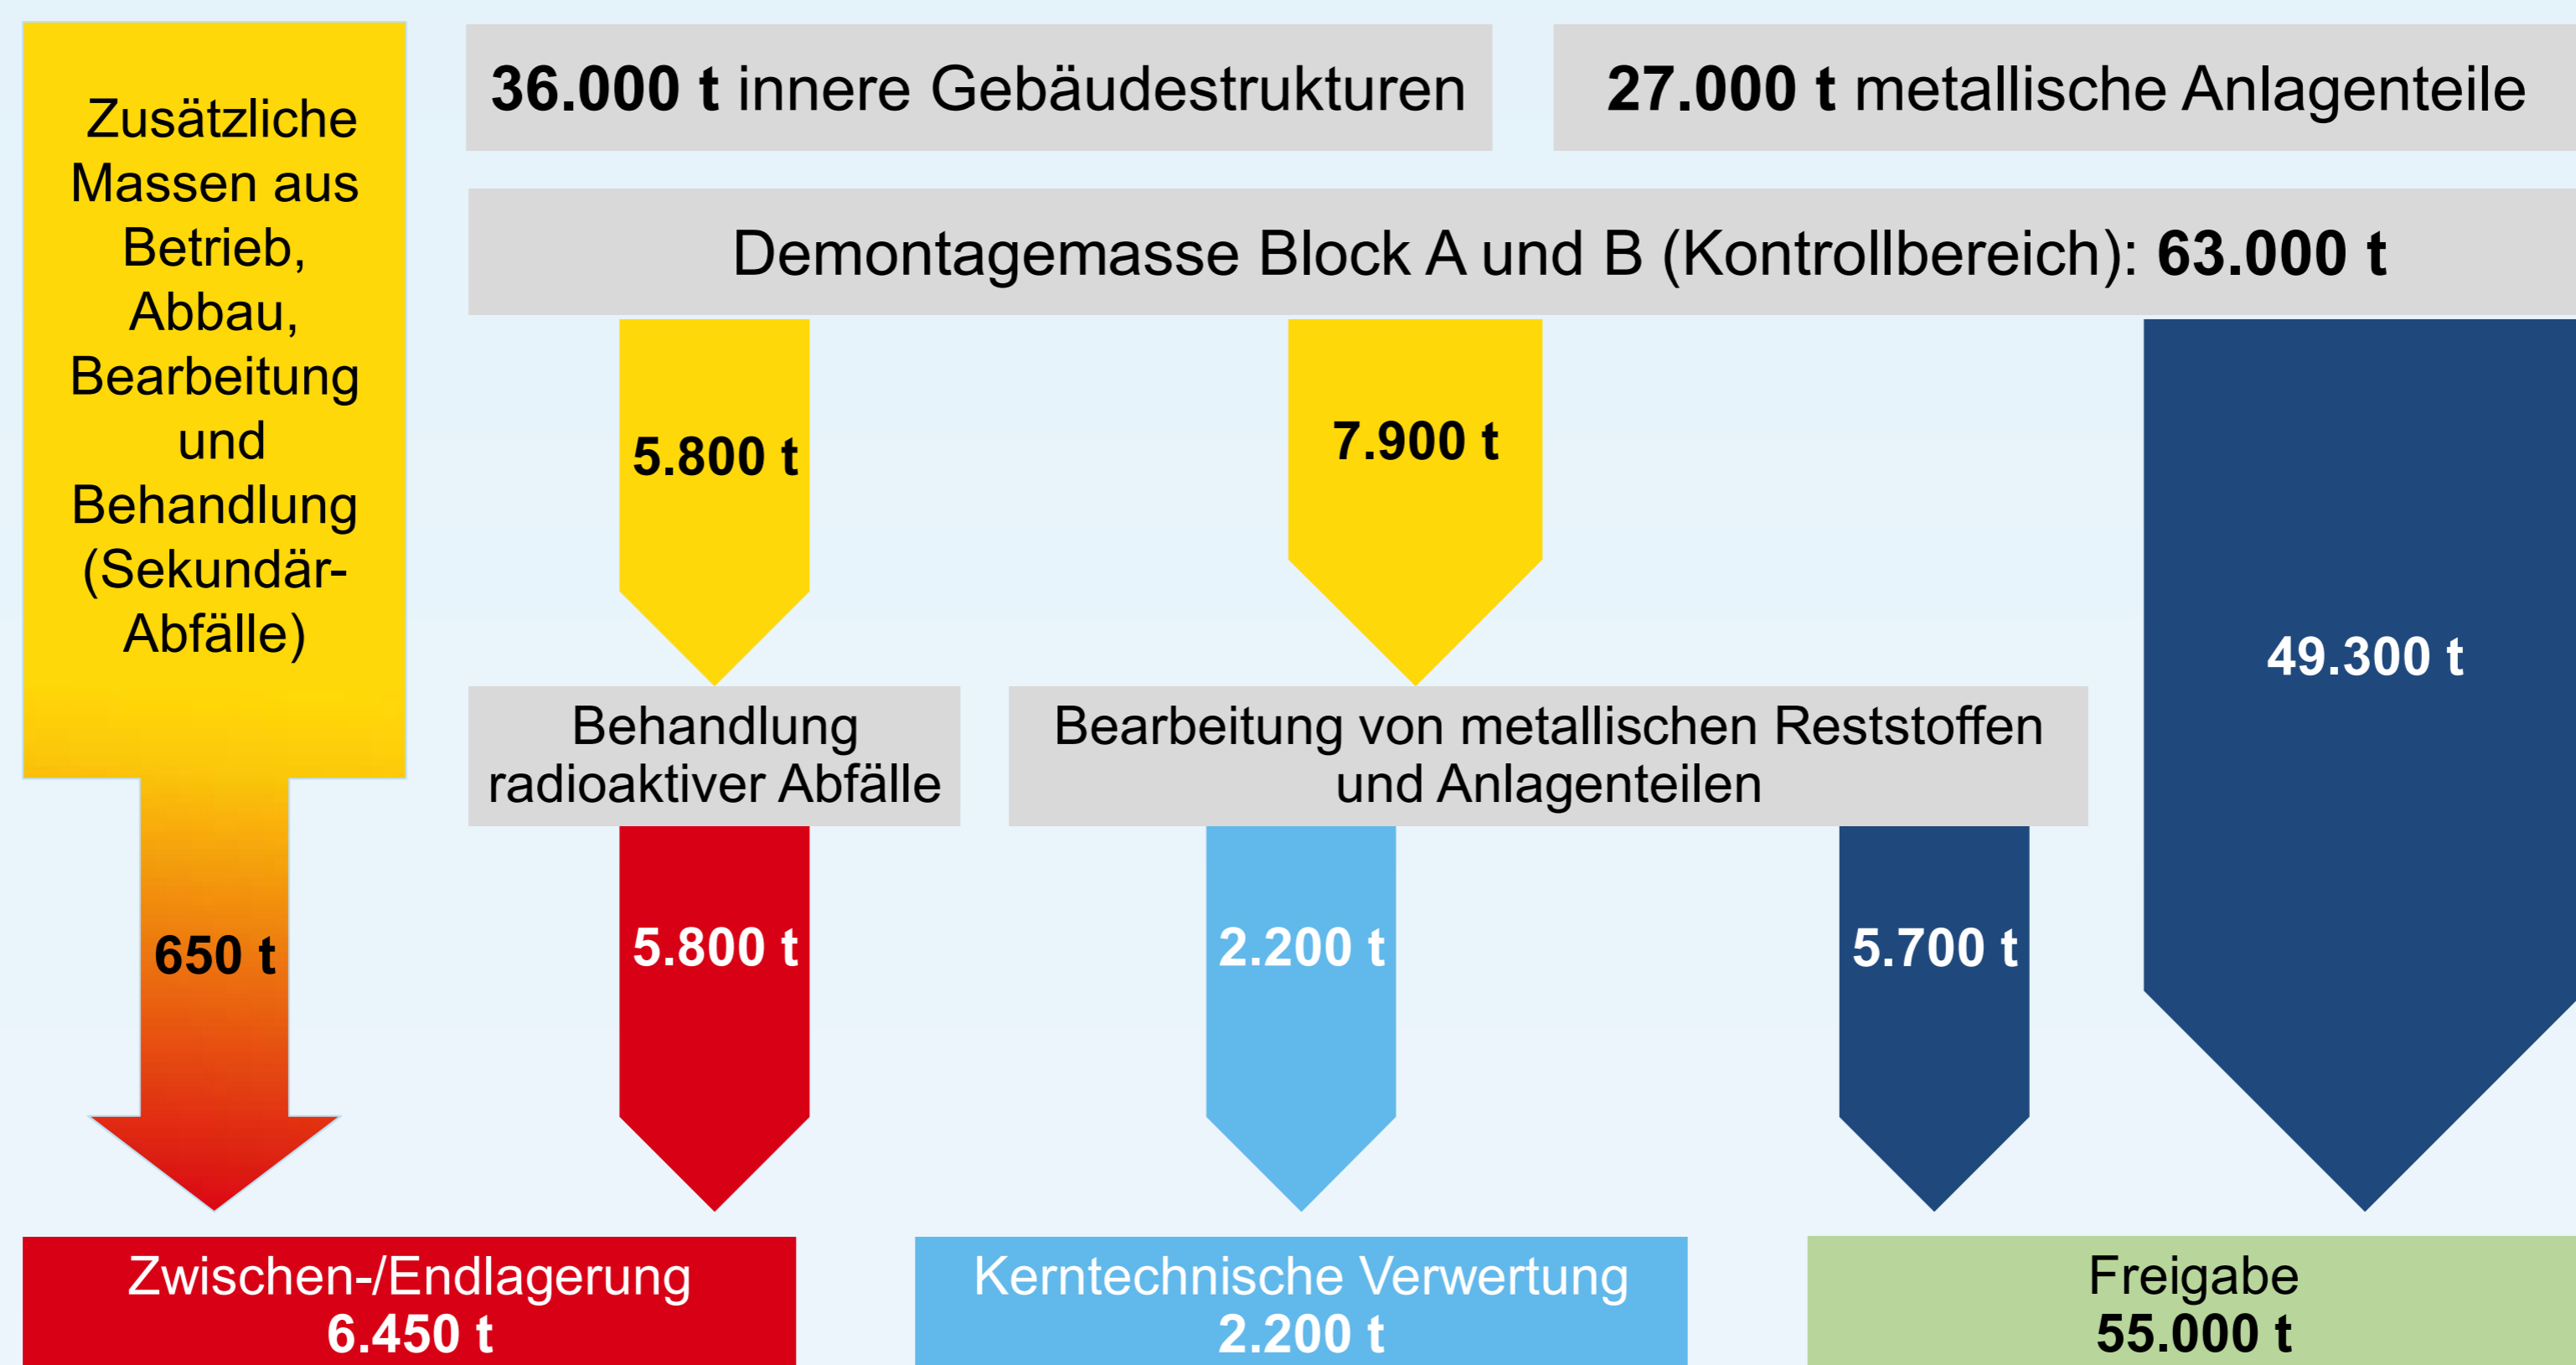 Zusätzliche
Massen aus
Betrieb,
Abbau,
Bearbeitung
und
Behandlung
(Sekundär-
Abfälle)
650 t
36.000 t innere Gebäudestrukturen
27.000 t metallische Anlagenteile
Demontagemasse Block A und B (Kontrollbereich): 63.000 t
5.800 t
7.900 t
49.300 t
Behandlung
radioaktiver Abfälle
Bearbeitung von metallischen Reststoffen
und Anlagenteilen
5.800 t
2.200 t
5.700 t
Zwischen-/Endlagerung
6.450 t
Kerntechnische Verwertung
2.200 t
Freigabe
55.000 t